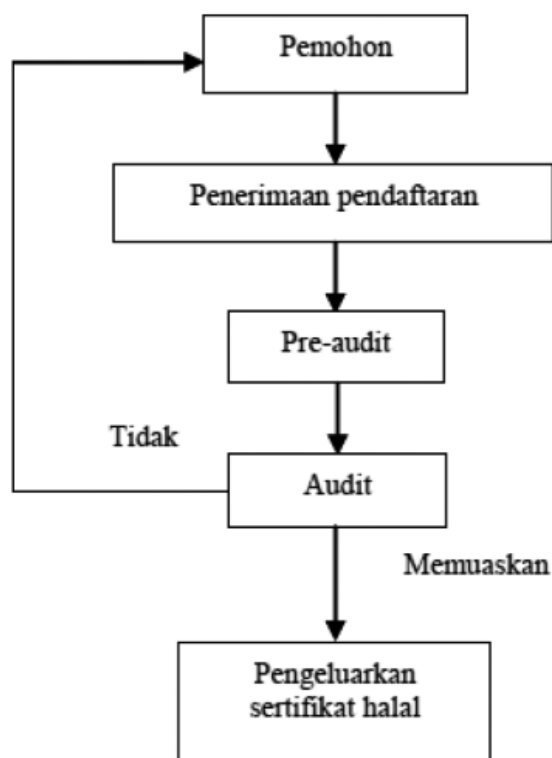 Pemohon
Penerimaan pendaftaran
Pre-audit
Tidak
Audit
Memuaskan
Pengeluarkan
sertifikat halal